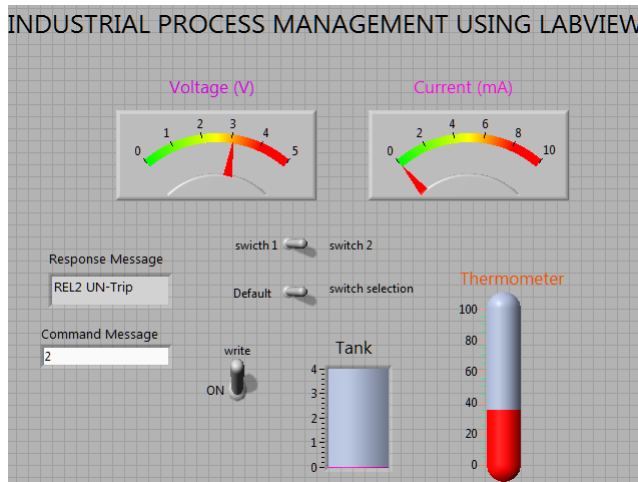 INDUSTRIAL PROCESS MANAGEMENT USING LABVIEW
Voltage (V)
0 1 2 3 4 5
Current (mA)
0 2 4 6 8 10
swicth 1 switch 2
Response Message
REL2 UN-Trip
Default switch selection
Command Message
2
write
ON
Tank
4
3
2
1
0
Thermometer
100
80
60
40
20
0